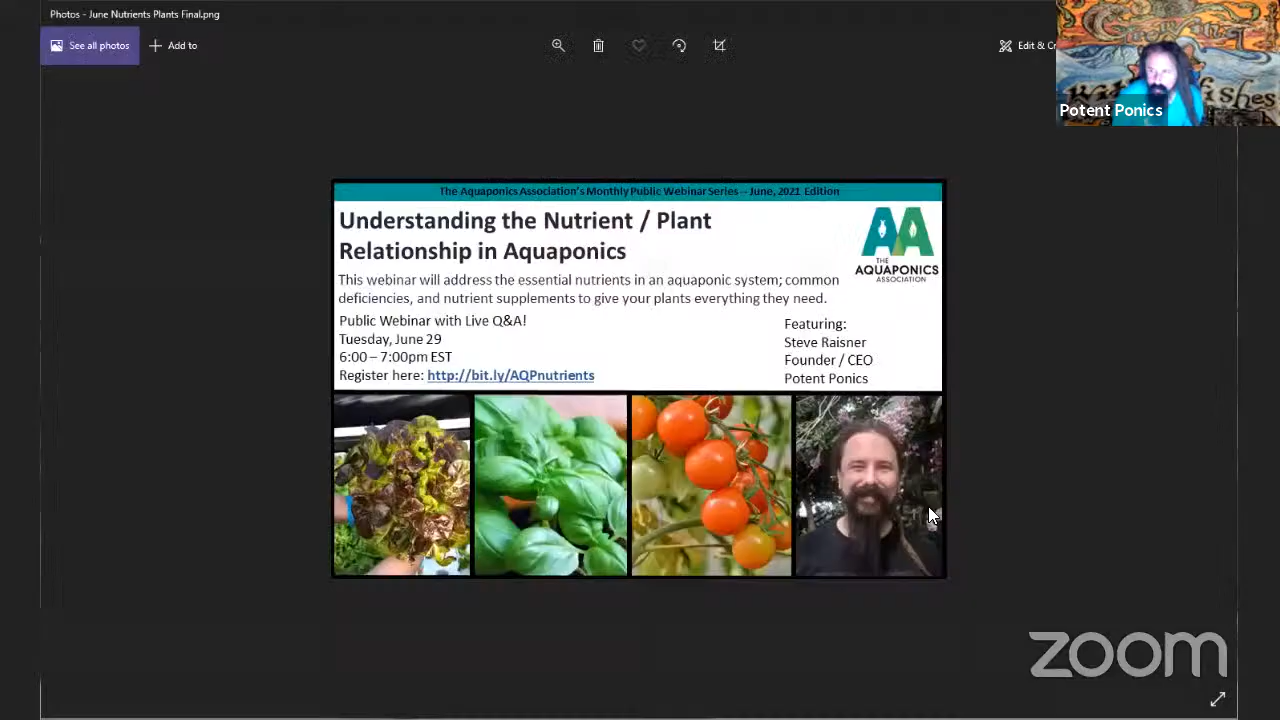 Photos - June Nutrients Plants Final.png
See all photos
Add to
Edit & Cr
Potent Ponics
The Aquaponics Association's Monthly Public Webinar Series – June, 2021 Edition
Understanding the Nutrient / Plant
Relationship in Aquaponics
This webinar will address the essential nutrients in an aquaponic system; common
deficiencies, and nutrient supplements to give your plants everything they need.
Public Webinar with Live Q&A!
Tuesday, June 29
6:00 – 7:00pm EST
Register here: http://bit.ly/AQPnutrients
AA
THE
AQUAPONICS
ASSOCIATION
Featuring:
Steve Raisner
Founder / CEO
Potent Ponics
zoom